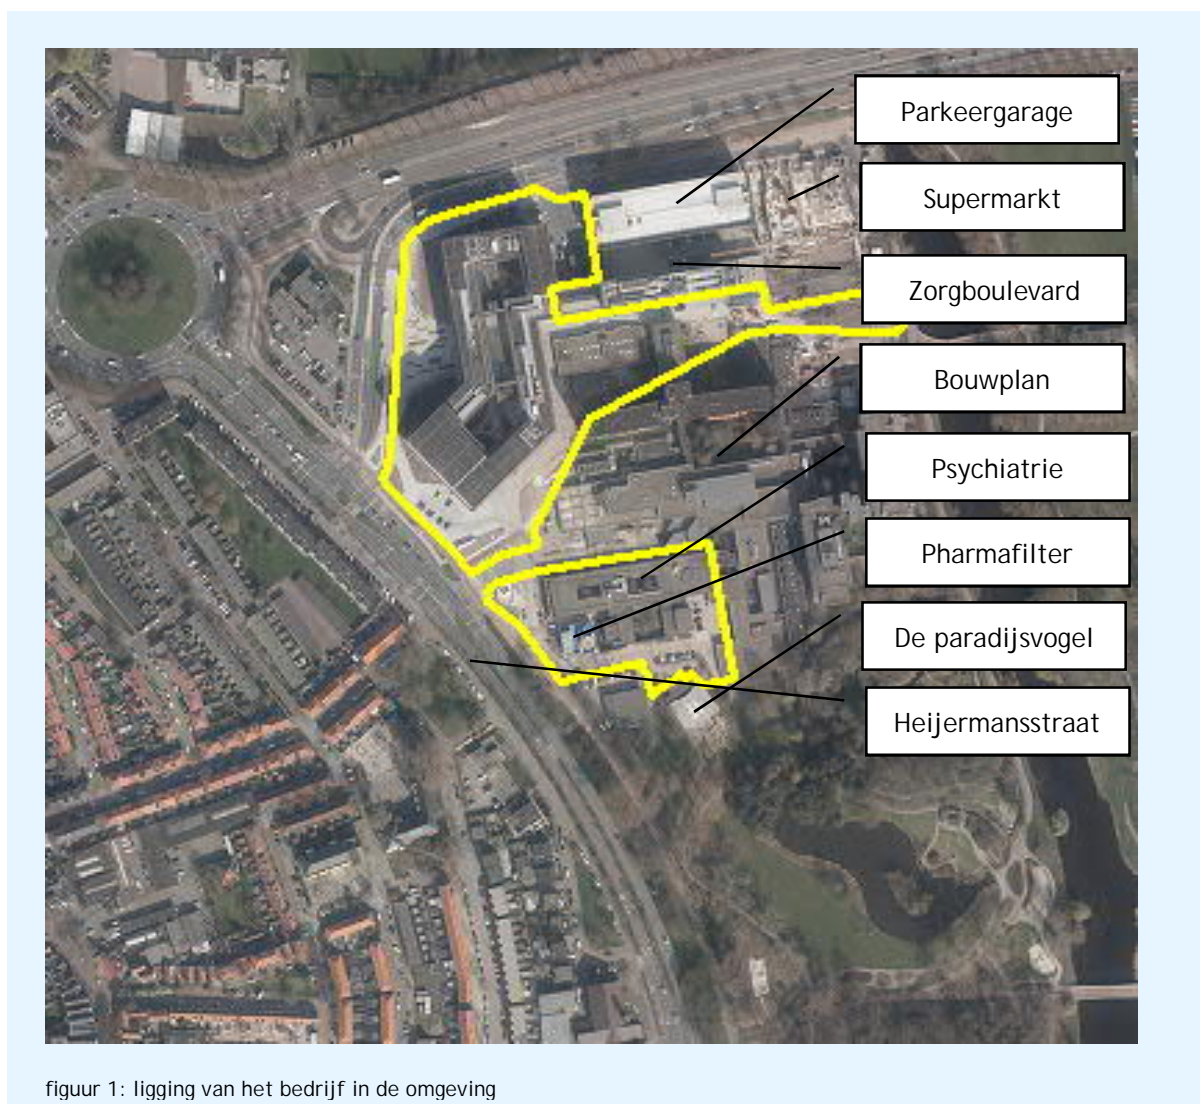 Parkeergarage
Supermarkt
Zorgboulevard
Bouwplan
Psychiatrie
Pharmafilter
De paradijsvogel
Heijermansstraat
figuur 1: ligging van het bedrijf in de omgeving